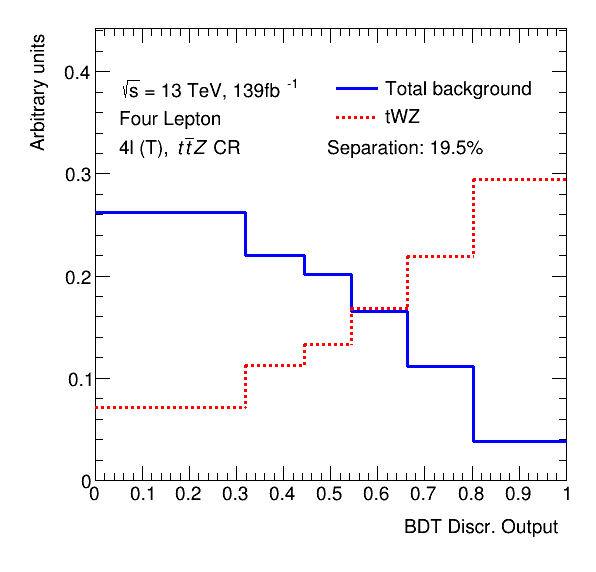 Arbitrary units
0.4
0.3
0.2
0.1
0
√s = 13 TeV, 139fb⁻¹
Four Lepton
4l (T), tt̅Z CR
Total background
tWZ
Separation: 19.5%
0 0.1 0.2 0.3 0.4 0.5 0.6 0.7 0.8 0.9 1
BDT Discr. Output